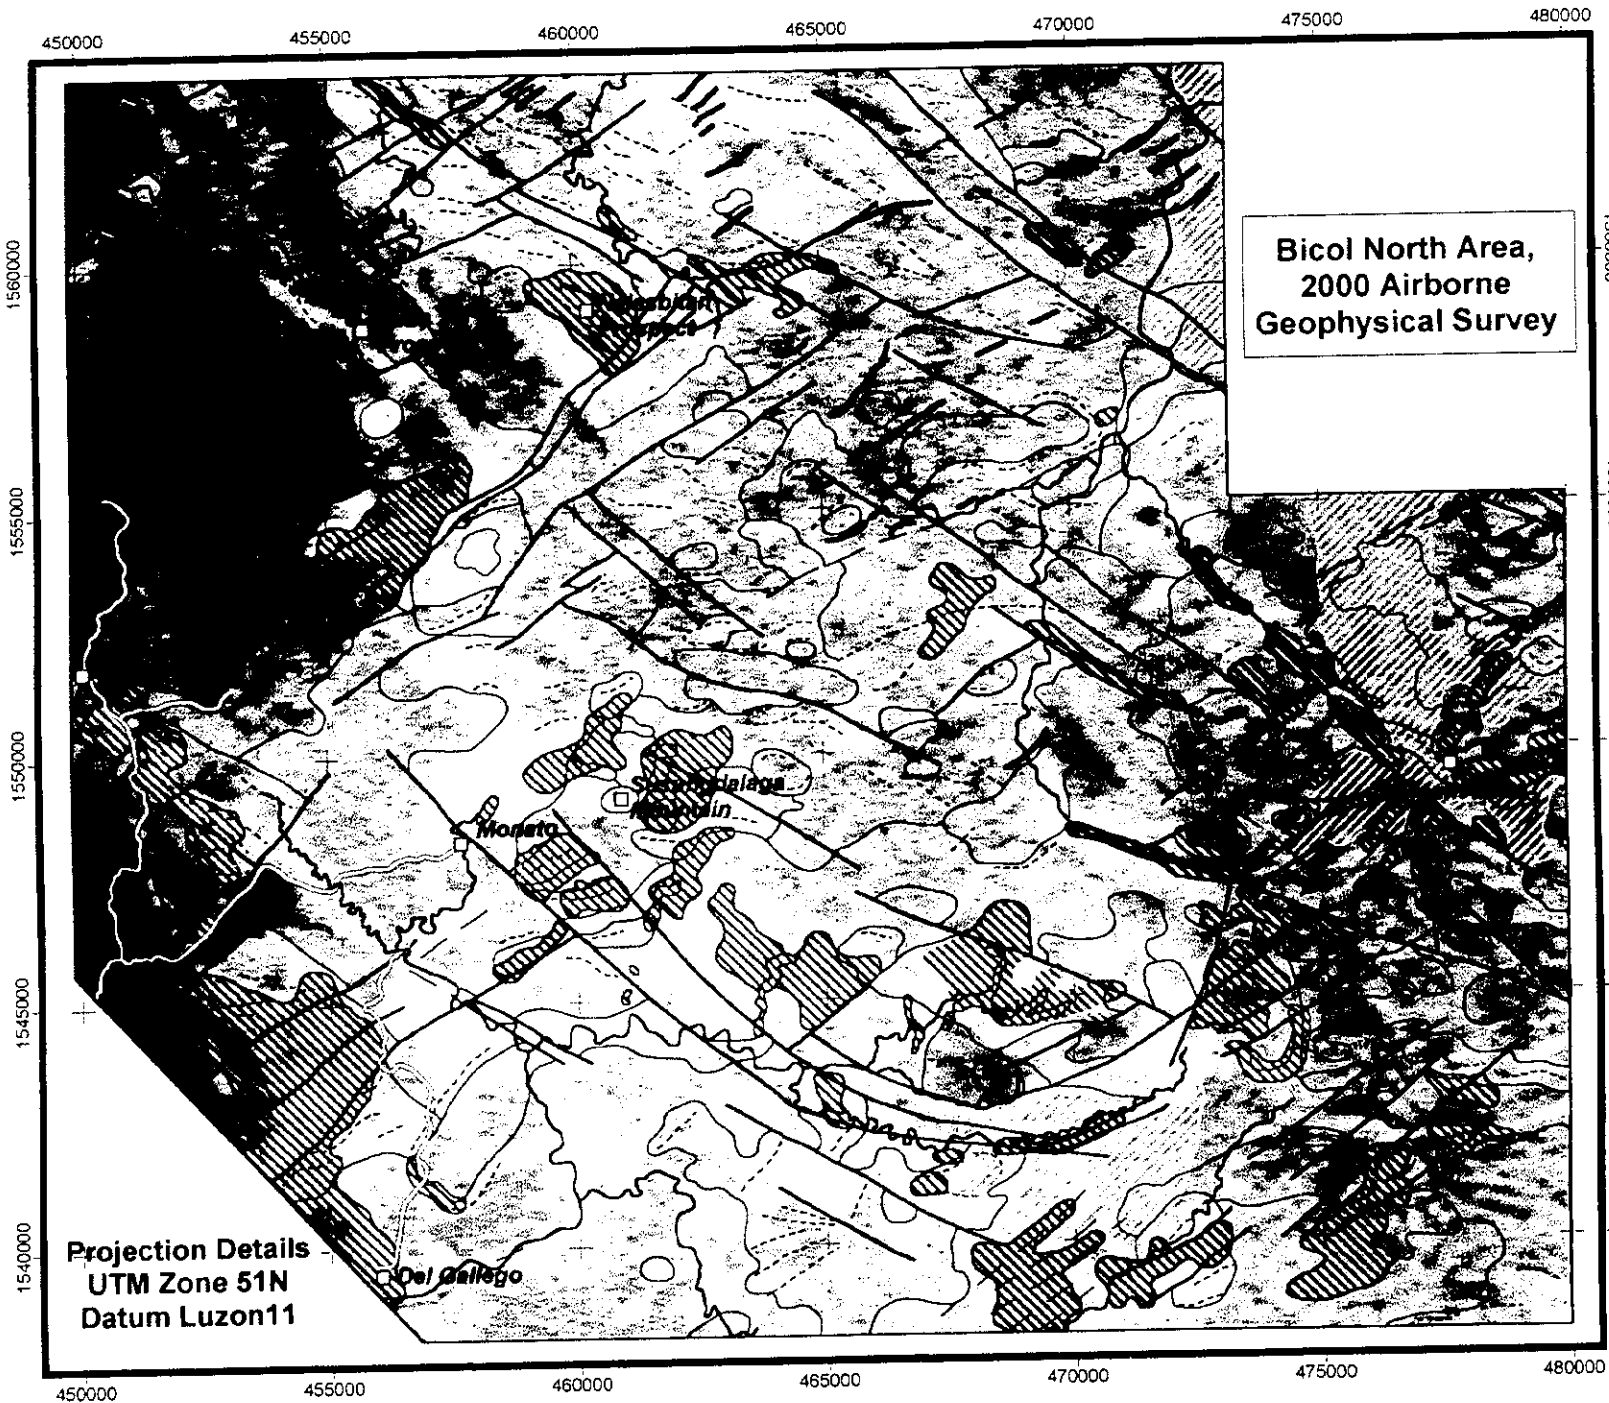 450000 455000 460000 465000 470000 475000 480000
1560000
Bicol North Area,
2000 Airborne
Geophysical Survey
Prospect
1555000
1550000
Mountain
Monato
1545000
1540000
Projection Details
UTM Zone 51N
Datum Luzon11
Del Gallego
450000 455000 460000 465000 470000 475000 480000